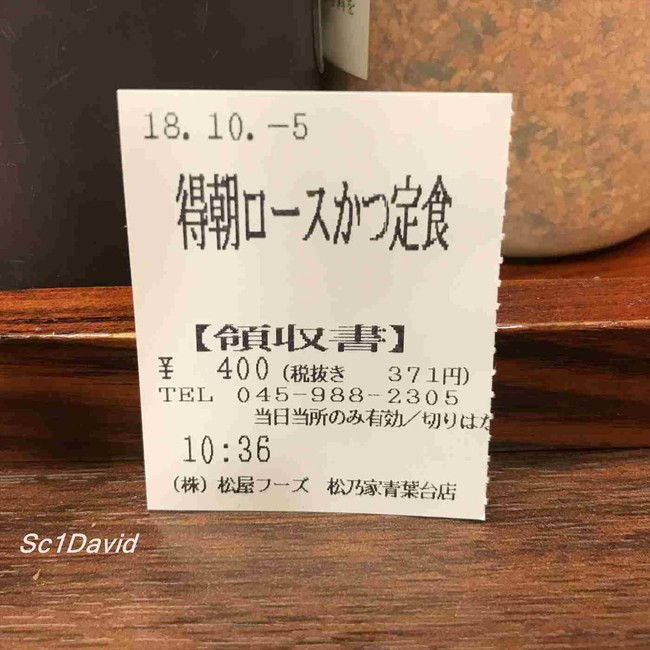 18.10.-5
得朝ロースかつ定食
【領収書】
¥ 400(税抜き 371円)
TEL 045-988-2305
当日当所のみ有効/切りはな
10:36
(株)松屋フーズ 松乃家青葉台店
Sc1David